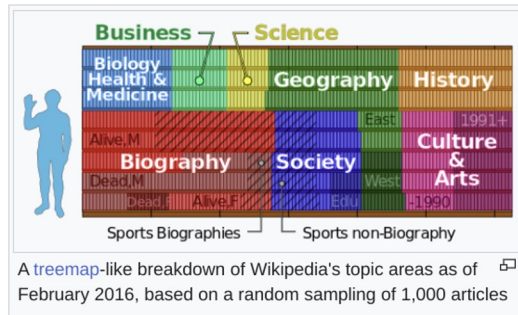 Business Science
Biology
Health &
Medicine
Geography
History
East
1991+
Alive,M
Culture
&
Arts
Biography
Society
Dead,M
West
Dead,F
Alive,F
Edu
-1990
Sports Biographies
Sports non-Biography
A treemap-like breakdown of Wikipedia's topic areas as of
February 2016, based on a random sampling of 1,000 articles